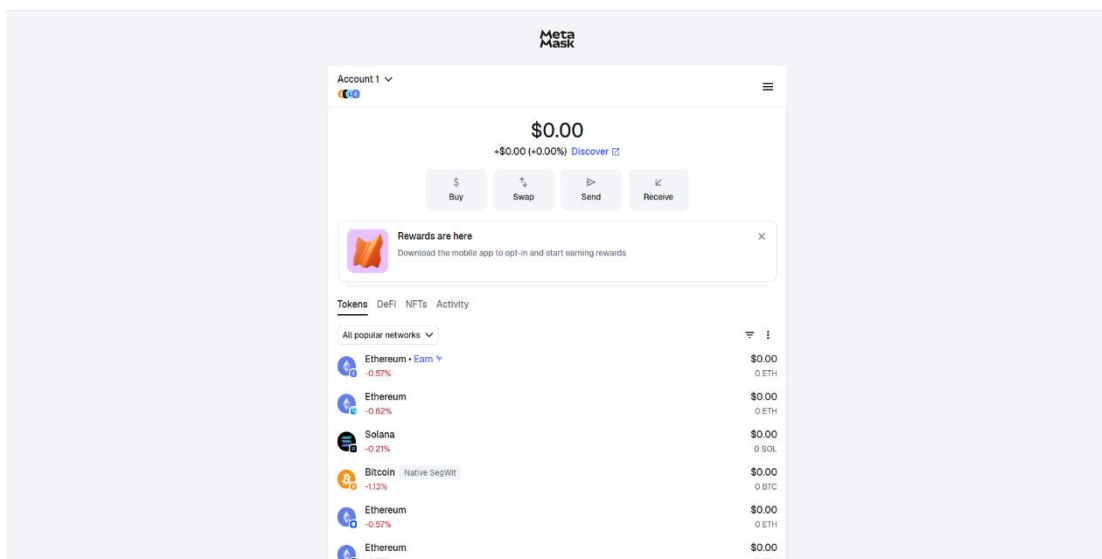 Meta
Mask
Account 1
$0.00
+$0.00 (+0.00%) Discover
Buy
Swap
Send
Receive
Rewards are here
Download the mobile app to opt-in and start earning rewards
Tokens DeFi NFTs Activity
All popular networks
Ethereum • Earn $0.00
-0.57% 0 ETH
Ethereum $0.00
-0.62% 0 ETH
Solana $0.00
-0.21% 0 SOL
Bitcoin Native SegWit $0.00
-1.13% 0 BTC
Ethereum $0.00
-0.57% 0 ETH
Ethereum $0.00